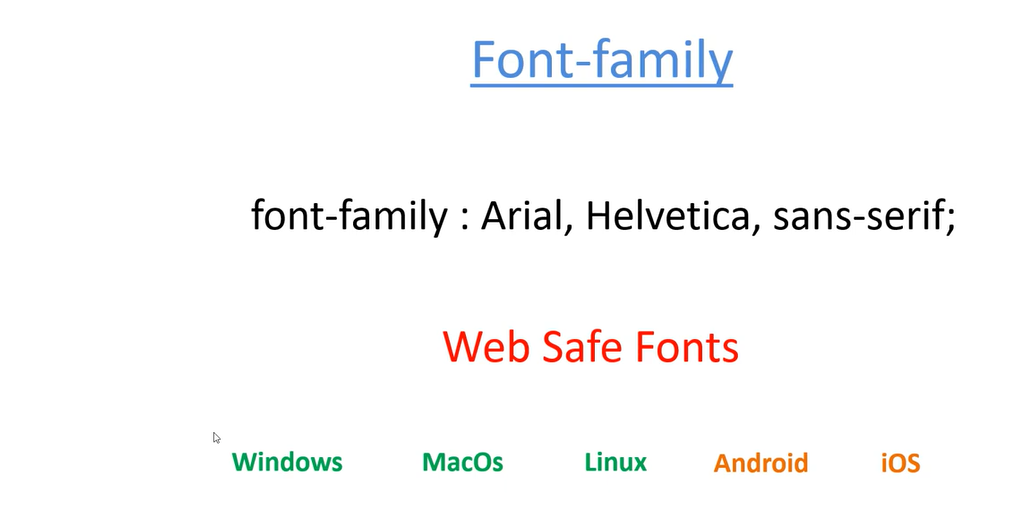 Font-family
font-family : Arial, Helvetica, sans-serif;
Web Safe Fonts
Windows MacOs Linux Android iOS